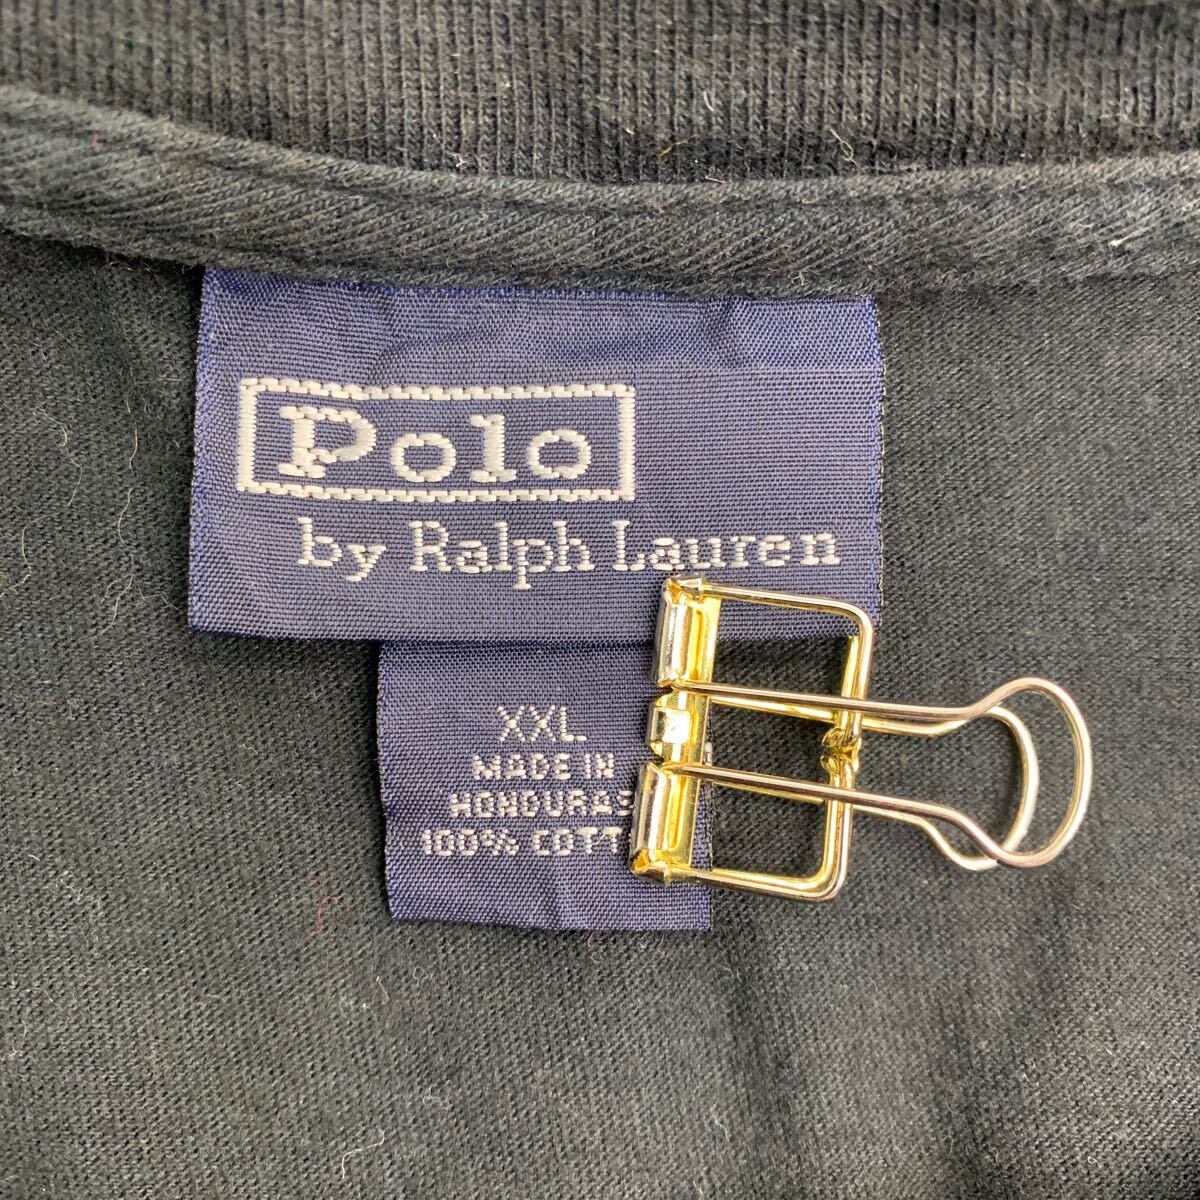 Polo
by Ralph Lauren
XXL
MADE IN
HONDURAS
100% COTT